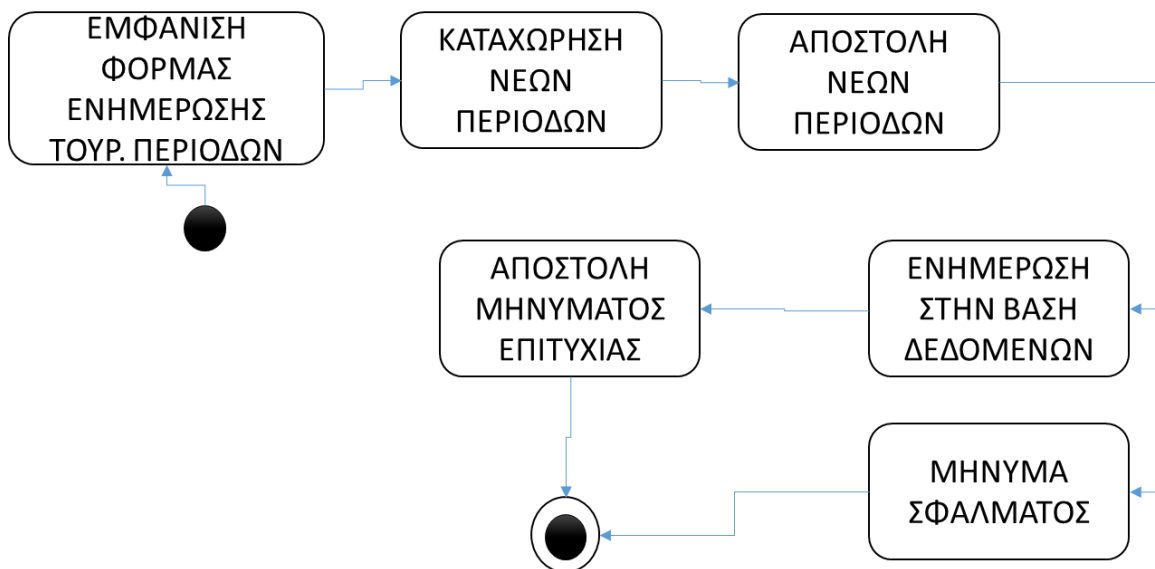 ΕΜΦΑΝΙΣΗ
ΦΟΡΜΑΣ
ΕΝΗΜΕΡΩΣΗΣ
ΤΟΥΡ. ΠΕΡΙΟΔΩΝ
ΚΑΤΑΧΩΡΗΣΗ
ΝΕΩΝ
ΠΕΡΙΟΔΩΝ
ΑΠΟΣΤΟΛΗ
ΝΕΩΝ
ΠΕΡΙΟΔΩΝ
ΑΠΟΣΤΟΛΗ
ΜΗΝΥΜΑΤΟΣ
ΕΠΙΤΥΧΙΑΣ
ΕΝΗΜΕΡΩΣΗ
ΣΤΗΝ ΒΑΣΗ
ΔΕΔΟΜΕΝΩΝ
ΜΗΝΥΜΑ
ΣΦΑΛΜΑΤΟΣ